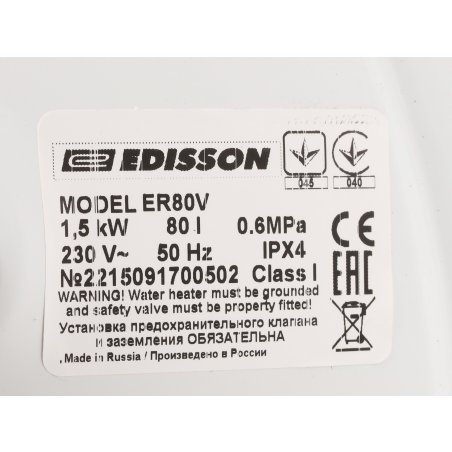 EDISSON
045 040
MODEL ER80V
1,5 kW 80 l 0.6MPa
230 V~ 50 Hz IPX4
№2215091700502 Class I
WARNING! Water heater must be grounded
and safety valve must be property fitted!
Установка предохранительного клапана
и заземления ОБЯЗАТЕЛЬНА
Made in Russia / Произведено в России
CE
EAC